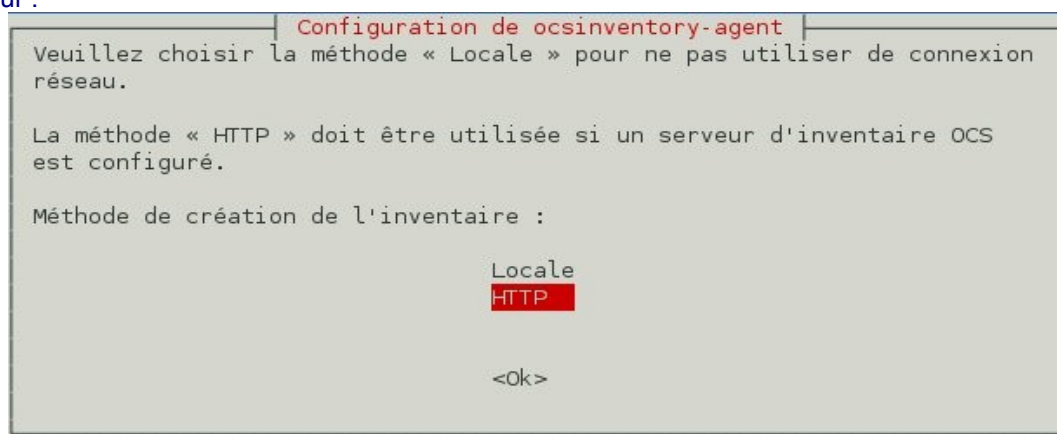 ur :
Configuration de ocsinventory-agent
Veuillez choisir la méthode « Locale » pour ne pas utiliser de connexion
réseau.
La méthode « HTTP » doit être utilisée si un serveur d'inventaire OCS
est configuré.
Méthode de création de l'inventaire :
Locale
HTTP
<Ok>